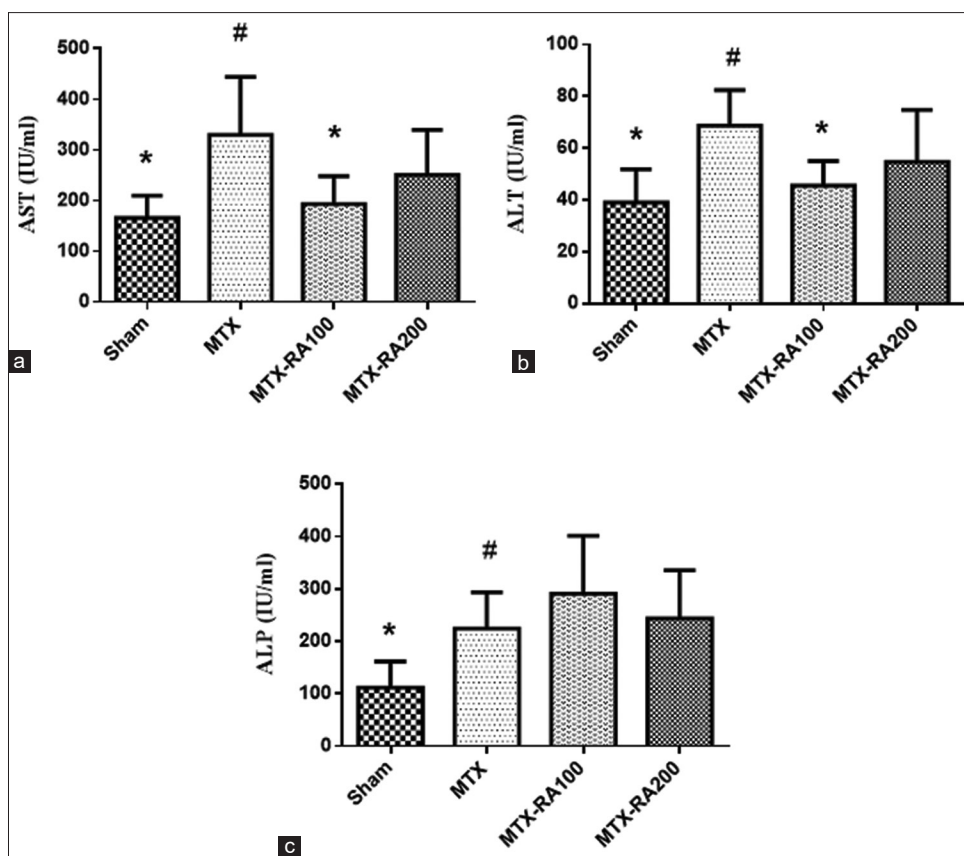 #
500
400
300
200
100
0
AST (IU/ml)
*
*
Sham
MTX
MTX-RA100
MTX-RA200
a
#
100
80
60
40
20
0
ALT (IU/ml)
*
*
Sham
MTX
MTX-RA100
MTX-RA200
b
500
400
300
200
100
0
ALP (IU/ml)
#
*
Sham
MTX
MTX-RA100
MTX-RA200
c